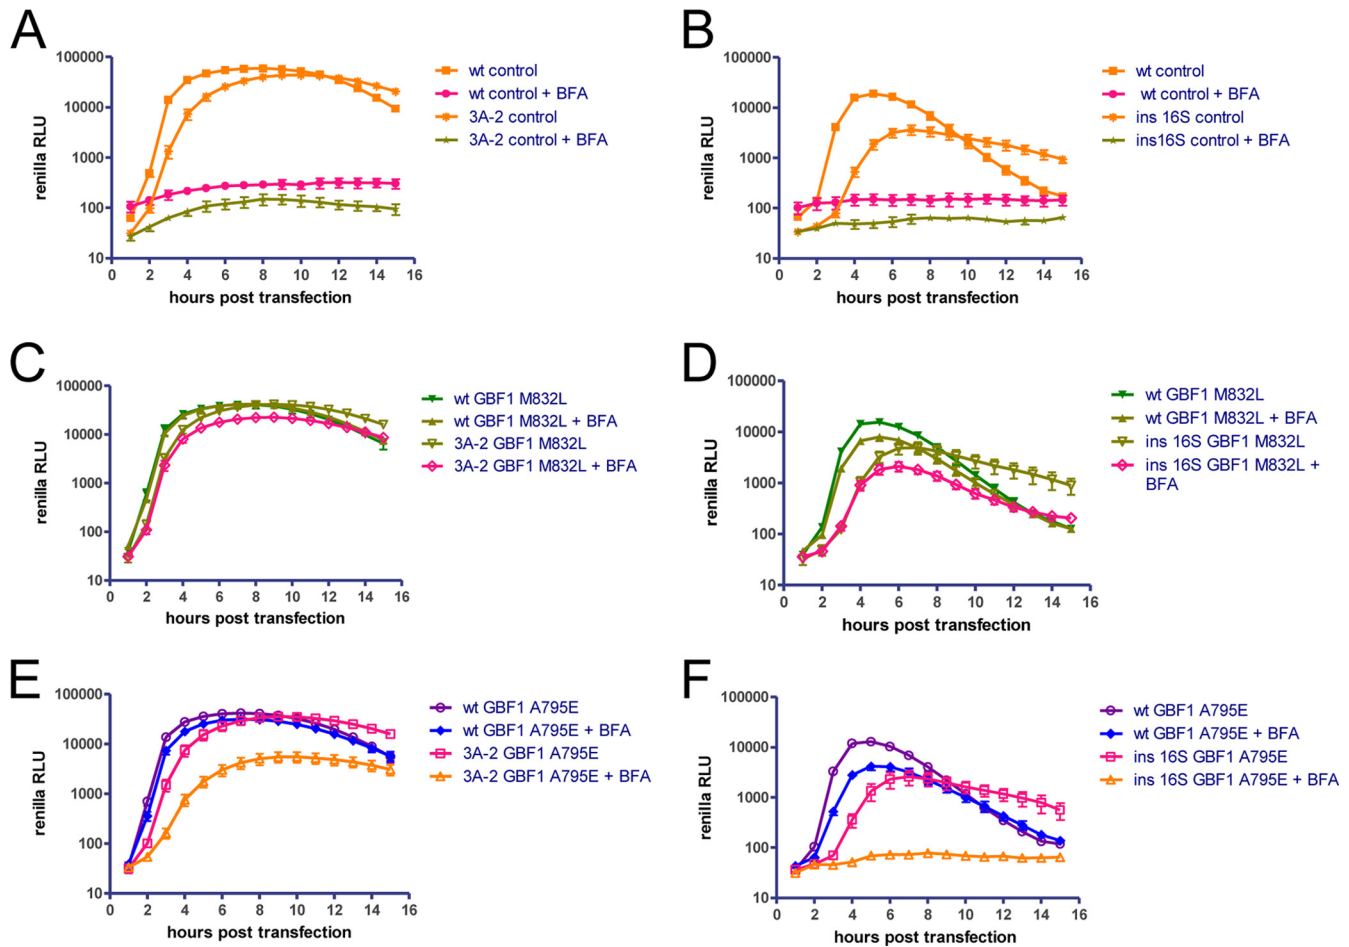 A
renilla RLU
100000
10000
1000
100
10
0 2 4 6 8 10 12 14 16
hours post transfection
wt control
wt control + BFA
3A-2 control
3A-2 control + BFA
B
renilla RLU
100000
10000
1000
100
10
0 2 4 6 8 10 12 14 16
hours post transfection
wt control
wt control + BFA
ins 16S control
ins16S control + BFA
C
renilla RLU
100000
10000
1000
100
10
0 2 4 6 8 10 12 14 16
hours post transfection
wt GBF1 M832L
wt GBF1 M832L + BFA
3A-2 GBF1 M832L
3A-2 GBF1 M832L + BFA
D
renilla RLU
100000
10000
1000
100
10
0 2 4 6 8 10 12 14 16
hours post transfection
wt GBF1 M832L
wt GBF1 M832L + BFA
ins 16S GBF1 M832L
ins 16S GBF1 M832L +
BFA
E
renilla RLU
100000
10000
1000
100
10
0 2 4 6 8 10 12 14 16
hours post transfection
wt GBF1 A795E
wt GBF1 A795E + BFA
3A-2 GBF1 A795E
3A-2 GBF1 A795E + BFA
F
renilla RLU
100000
10000
1000
100
10
0 2 4 6 8 10 12 14 16
hours post transfection
wt GBF1 A795E
wt GBF1 A795E + BFA
ins 16S GBF1 A795E
ins 16S GBF1 A795E + BFA